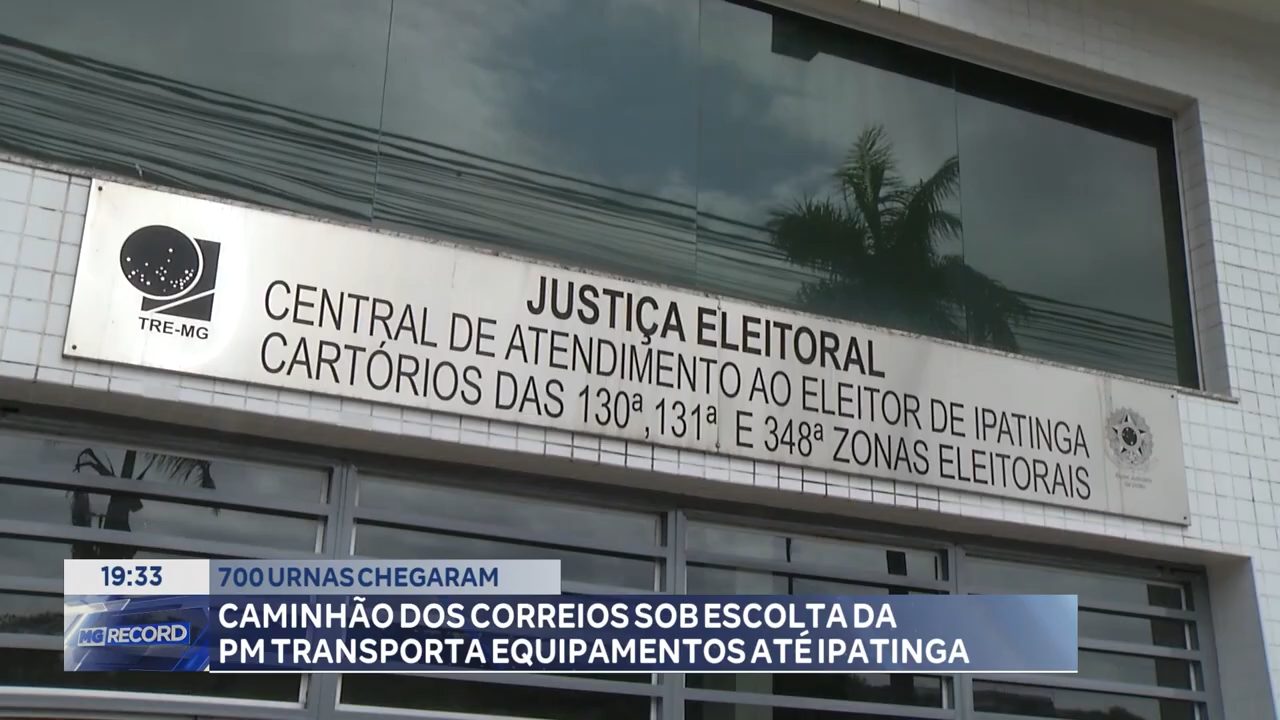 TRE-MG
JUSTIÇA ELEITORAL
CENTRAL DE ATENDIMENTO AO ELEITOR DE IPATINGA
CARTÓRIOS DAS 130ª, 131ª E 348ª ZONAS ELEITORAIS
19:33
700 URNAS CHEGARAM
MG RECORD
CAMINHÃO DOS CORREIOS SOB ESCOLTA DA
PM TRANSPORTA EQUIPAMENTOS ATÉ IPATINGA